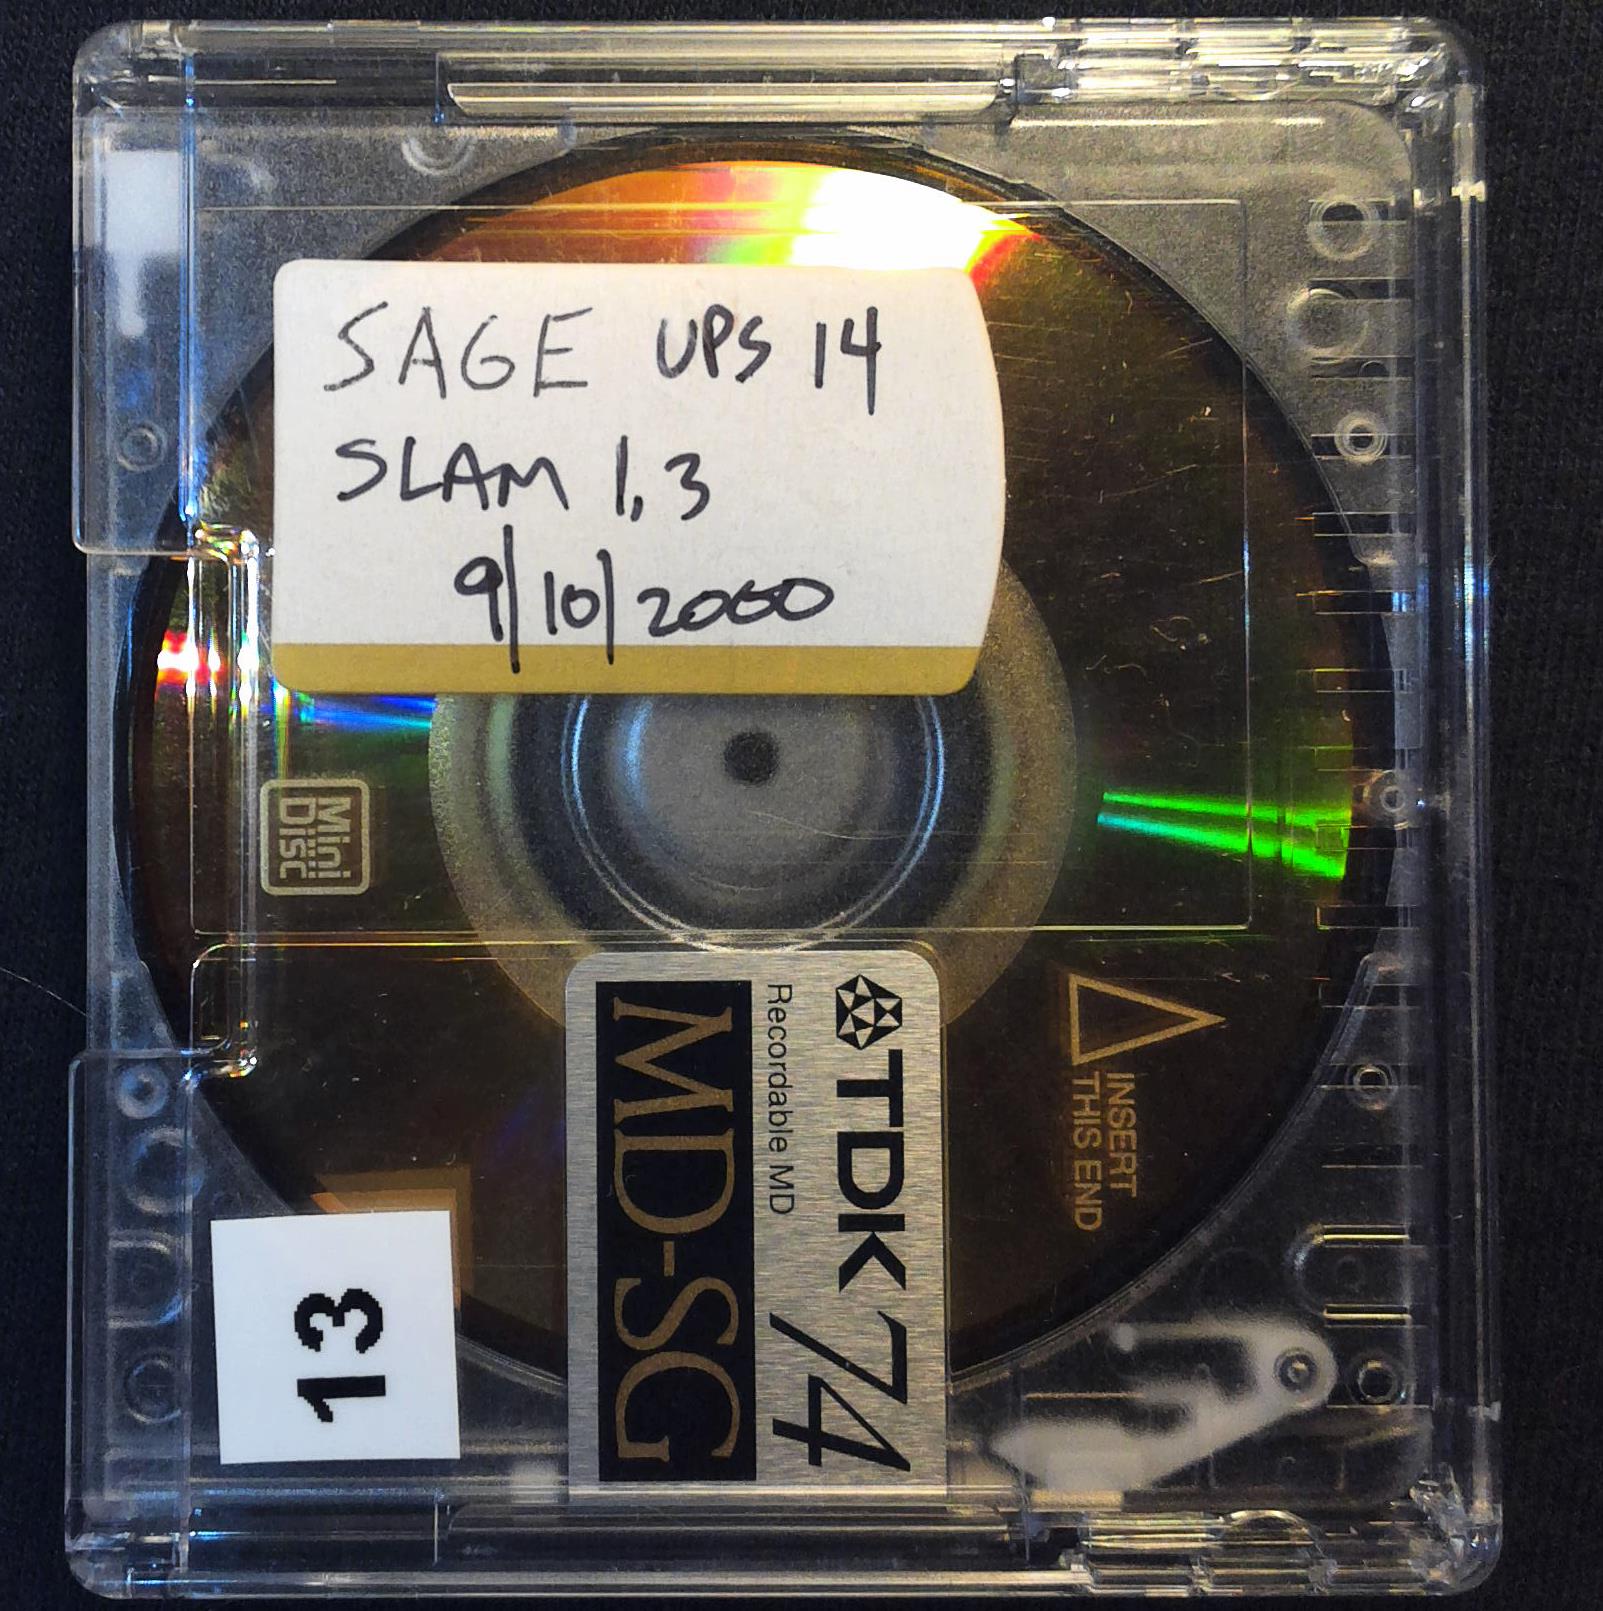 SAGE UPS 14
SLAM 1,3
9/10/2000
Mini
Disc
TDK 74
Recordable MD
MD-SG
INSERT
THIS END
13